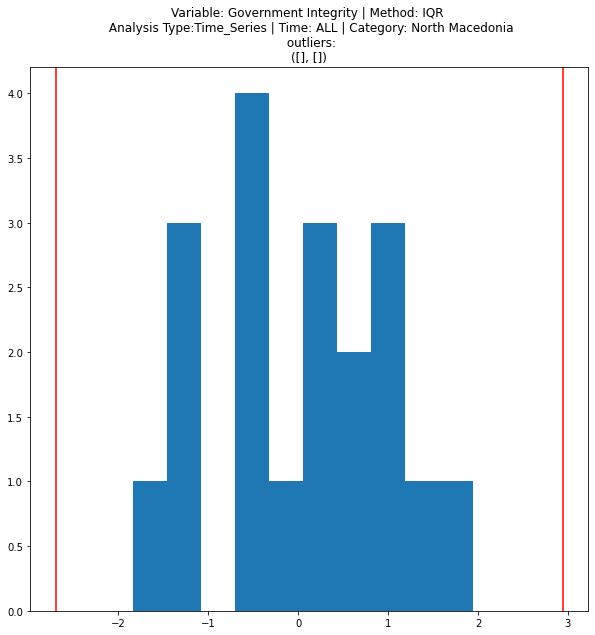 Variable: Government Integrity | Method: IQR
Analysis Type:Time_Series | Time: ALL | Category: North Macedonia
outliers:
([], [])
4.0
3.5
3.0
2.5
2.0
1.5
1.0
0.5
0.0
−2 −1 0 1 2 3